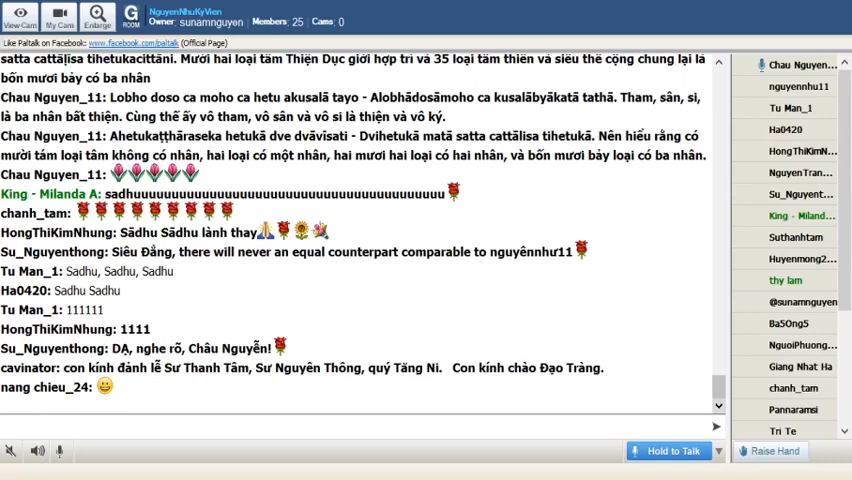 NguyenNhuKyVien
Owner: sunamnguyen Members: 25 Cams: 0
View Cam My Cam Enlarge G ROOM
Like Paltalk on Facebook: www.facebook.com/paltalk (Official Page)
satta cattālīsa tihetukacittāni. Mười hai loại tâm Thiện Dục giới hợp trí và 35 loại tâm thiền và siêu thế cộng chung lại là
bốn mươi bảy có ba nhân
Chau Nguyen_11: Lobho doso ca moho ca hetu akusalā tayo - Alobhādosāmoho ca kusalābyākatā tathā. Tham, sân, si,
là ba nhân bất thiện. Cùng thế ấy vô tham, vô sân và vô si là thiện và vô ký.
Chau Nguyen_11: Ahetukaṭṭhāraseka hetukā dve dvāvīsati - Dvihetukā matā satta cattālīsa tihetukā. Nên hiểu rằng có
mười tám loại tâm không có nhân, hai loại có một nhân, hai mươi hai loại có hai nhân, và bốn mươi bảy loại có ba nhân.
Chau Nguyen_11:
King - Milanda A: sadhuuuuuuuuuuuuuuuuuuuuuuuuuuuuuuuuuuuuuuuuu
chanh_tam:
HongThiKimNhung: Sādhu Sādhu lành thay
Su_Nguyenthong: Siêu Đẳng, there will never an equal counterpart comparable to nguyênnhư11
Tu Man_1: Sadhu, Sadhu, Sadhu
Ha0420: Sadhu Sadhu
Tu Man_1: 111111
HongThiKimNhung: 1111
Su_Nguyenthong: DẠ, nghe rõ, Châu Nguyễn!
cavinator: con kính đảnh lễ Sư Thanh Tâm, Sư Nguyên Thông, quý Tăng Ni. Con kính chào Đạo Tràng.
nang chieu_24:
Chau Nguyen...
nguyennhu11
Tu Man_1
Ha0420
HongThiKimN...
NguyenTran...
Su_Nguyent...
King - Miland...
Suthanhtam
Huyenmong2...
thy lam
@sunamnguyen
Ba5Ong5
NguoiPhuong...
Giang Nhat Ha
chanh_tam
Pannaramsi
Tri Te
Hold to Talk
Raise Hand